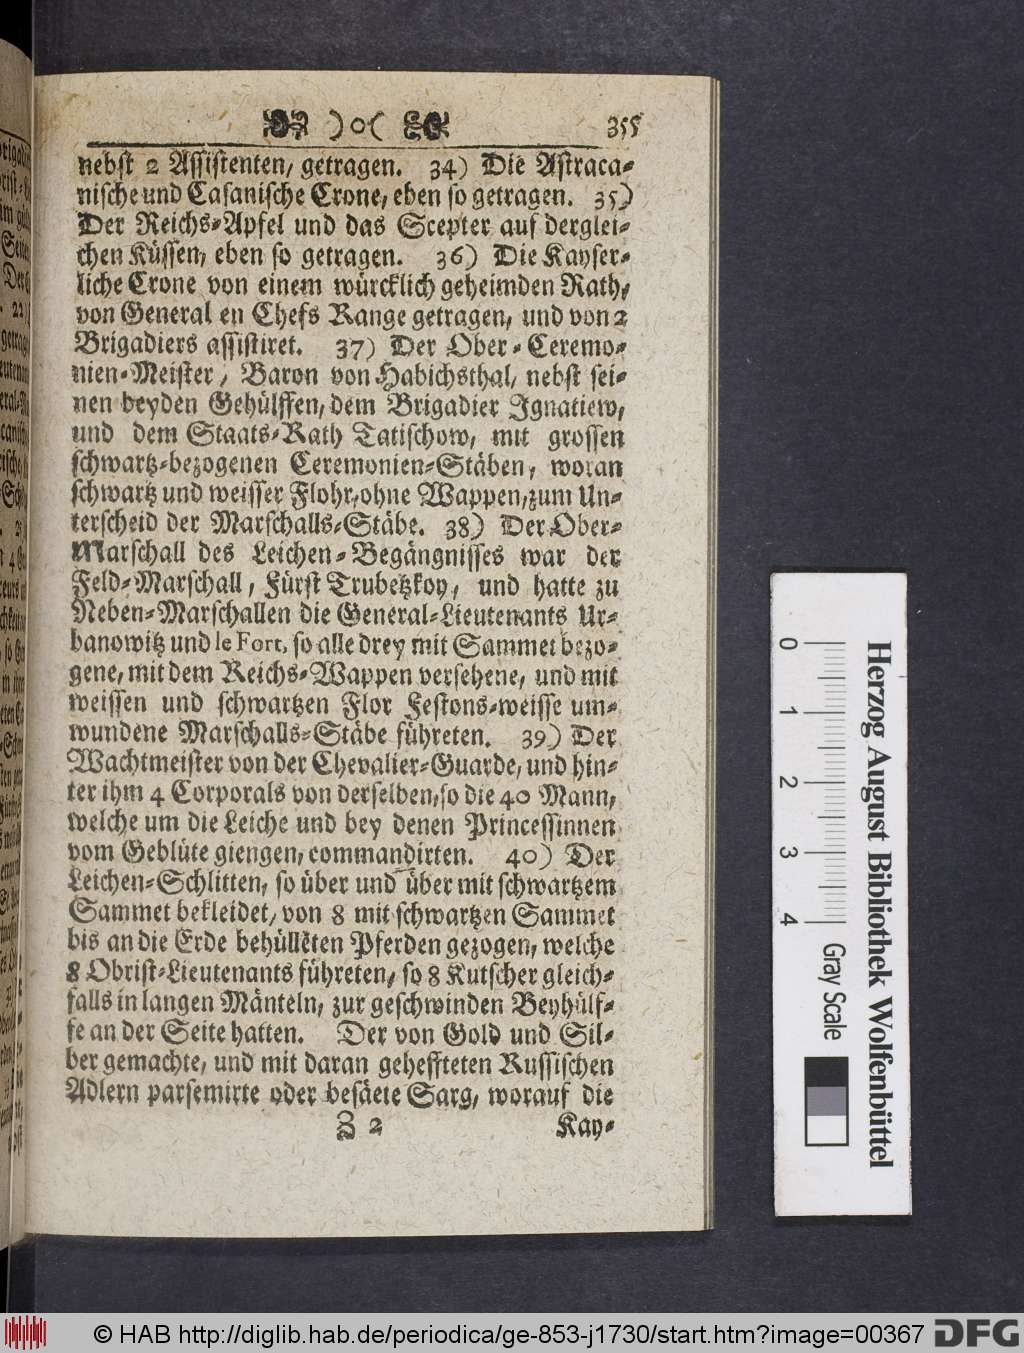 )o( 355
nebst 2 Assistenten, getragen. 34) Die Astraca-
nische und Casanische Crone, eben so getragen. 35)
Der Reichs-Apfel und das Scepter auf derglei-
chen Küssen, eben so getragen. 36) Die Kayser-
liche Crone von einem würcklich geheimden Rath,
von General en Chefs Range getragen, und von 2
Brigadiers assistiret. 37) Der Ober-Ceremo-
nien-Meister, Baron von Habichsthal, nebst sei-
nen beyden Gehülffen, dem Brigadier Ignatiew,
und dem Staats-Rath Tatischow, mit grossen
schwartz-bezogenen Ceremonien-Stäben, woran
schwartz und weisser Flohr, ohne Wappen, zum Un-
terscheid der Marschalls-Stäbe. 38) Der Ober-
Marschall des Leichen-Begängnisses war der
Feld-Marschall, Fürst Trubetzkoy, und hatte zu
Neben-Marschallen die General-Lieutenants Ur-
banowitz und le Fort, so alle drey mit Sammet bezo-
gene, mit dem Reichs-Wappen versehene, und mit
weissen und schwartzen Flor Festons-weisse um-
wundene Marschalls-Stäbe führeten. 39) Der
Wachtmeister von der Chevalier-Guarde, und hin-
ter ihm 4 Corporals von derselben, so die 40 Mann,
welche um die Leiche und bey denen Princessinnen
vom Geblüte giengen, commandirten. 40) Der
Leichen-Schlitten, so über und über mit schwartzem
Sammet bekleidet, von 8 mit schwartzen Sammet
bis an die Erde behülleten Pferden gezogen, welche
8 Obrist-Lieutenants führeten, so 8 Kutscher gleich-
falls in langen Mänteln, zur geschwinden Beyhülf-
fe an der Seite hatten. Der von Gold und Sil-
ber gemachte, und mit daran geheffteten Russischen
Adlern parsemirte oder besäete Sarg, worauf die
Z 2 Kay-
0 1 2 3 4 Gray Scale
Herzog August Bibliothek Wolfenbüttel
© HAB http://diglib.hab.de/periodica/ge-853-j1730/start.htm?image=00367 DFG